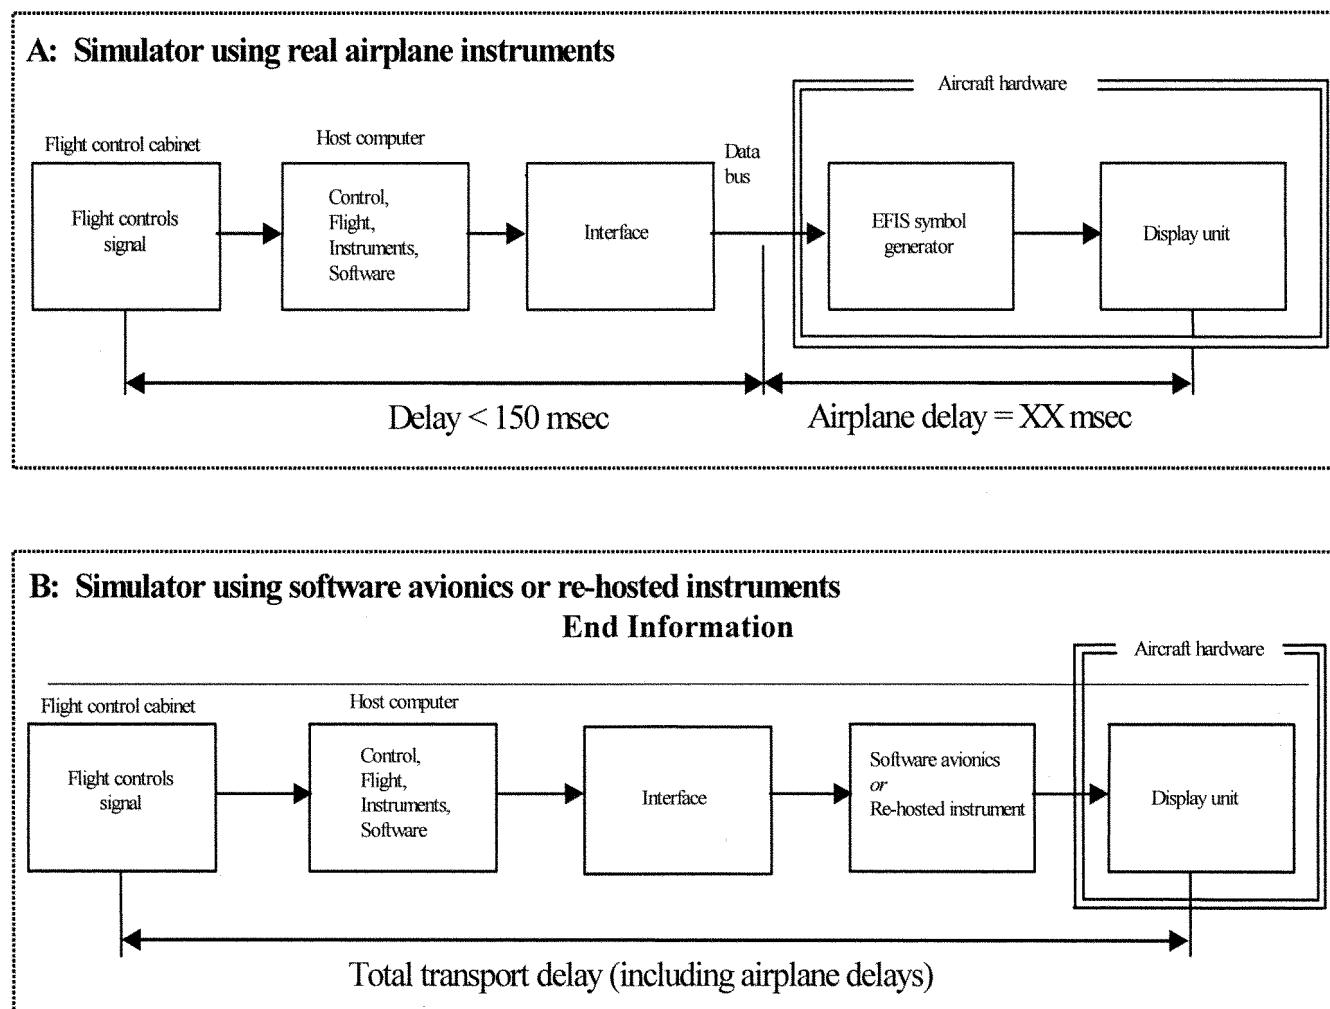 A: Simulator using real airplane instruments
Aircraft hardware
Flight control cabinet
Host computer
Data
bus
Flight controls
signal
Control,
Flight,
Instruments,
Software
Interface
EFIS symbol
generator
Display unit
Delay < 150 msec
Airplane delay = XX msec
B: Simulator using software avionics or re-hosted instruments
End Information
Aircraft hardware
Flight control cabinet
Host computer
Flight controls
signal
Control,
Flight,
Instruments,
Software
Interface
Software avionics
or
Re-hosted instrument
Display unit
Total transport delay (including airplane delays)